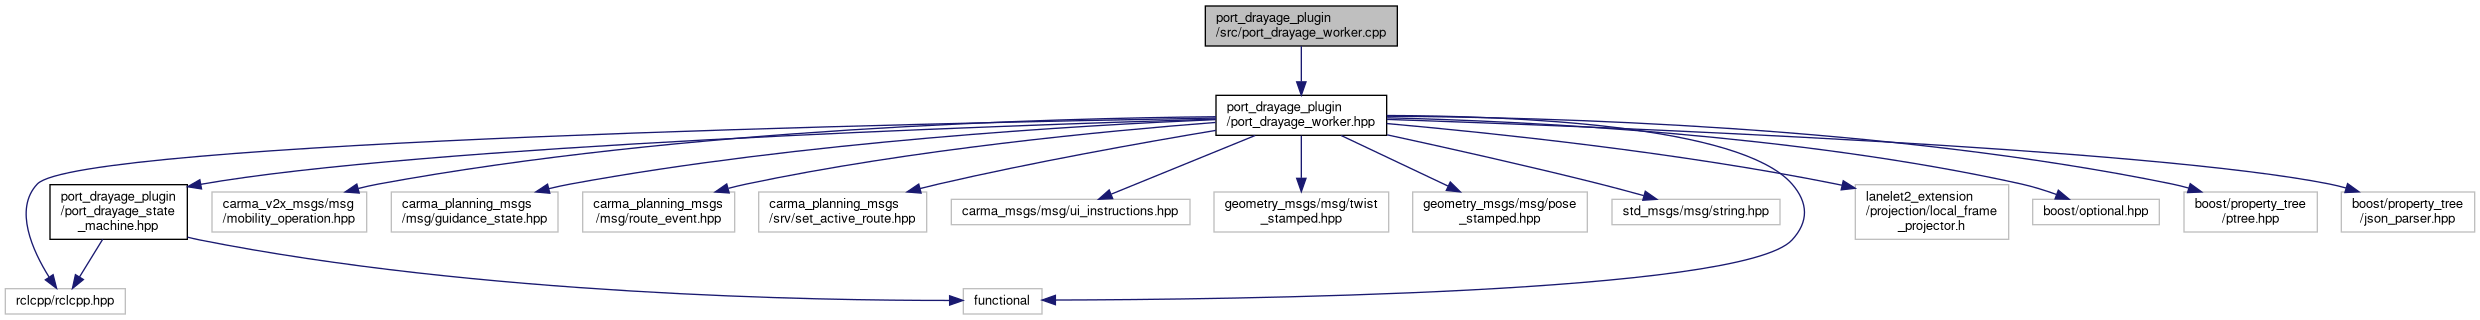 port_drayage_plugin
/src/port_drayage_worker.cpp
port_drayage_plugin
/port_drayage_worker.hpp
port_drayage_plugin
/port_drayage_state
_machine.hpp
carma_v2x_msgs/msg
/mobility_operation.hpp
carma_planning_msgs
/msg/guidance_state.hpp
carma_planning_msgs
/msg/route_event.hpp
carma_planning_msgs
/srv/set_active_route.hpp
carma_msgs/msg/ui_instructions.hpp
geometry_msgs/msg/twist
_stamped.hpp
geometry_msgs/msg/pose
_stamped.hpp
std_msgs/msg/string.hpp
lanelet2_extension
/projection/local_frame
_projector.h
boost/optional.hpp
boost/property_tree
/ptree.hpp
boost/property_tree
/json_parser.hpp
rclcpp/rclcpp.hpp
functional